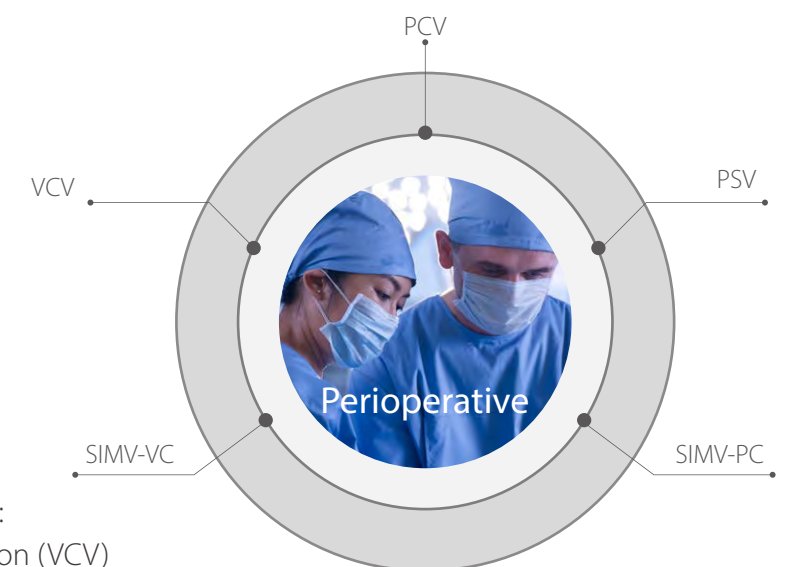 PCV
VCV
PSV
Perioperative
SIMV-VC
SIMV-PC
:
on (VCV)